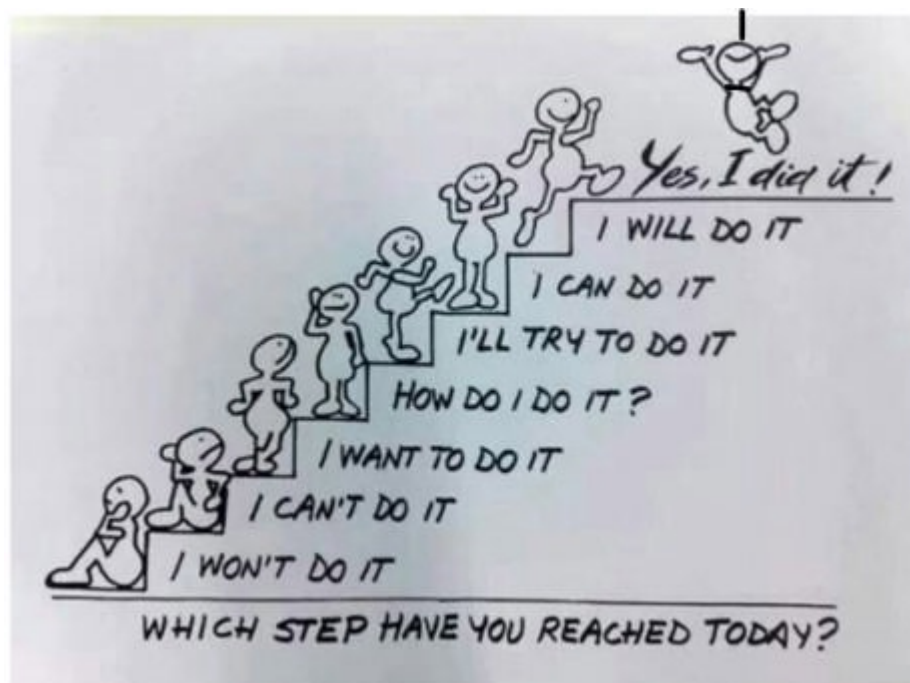 Yes, I did it!
I WILL DO IT
I CAN DO IT
I'LL TRY TO DO IT
HOW DO I DO IT?
I WANT TO DO IT
I CAN'T DO IT
I WON'T DO IT
WHICH STEP HAVE YOU REACHED TODAY?